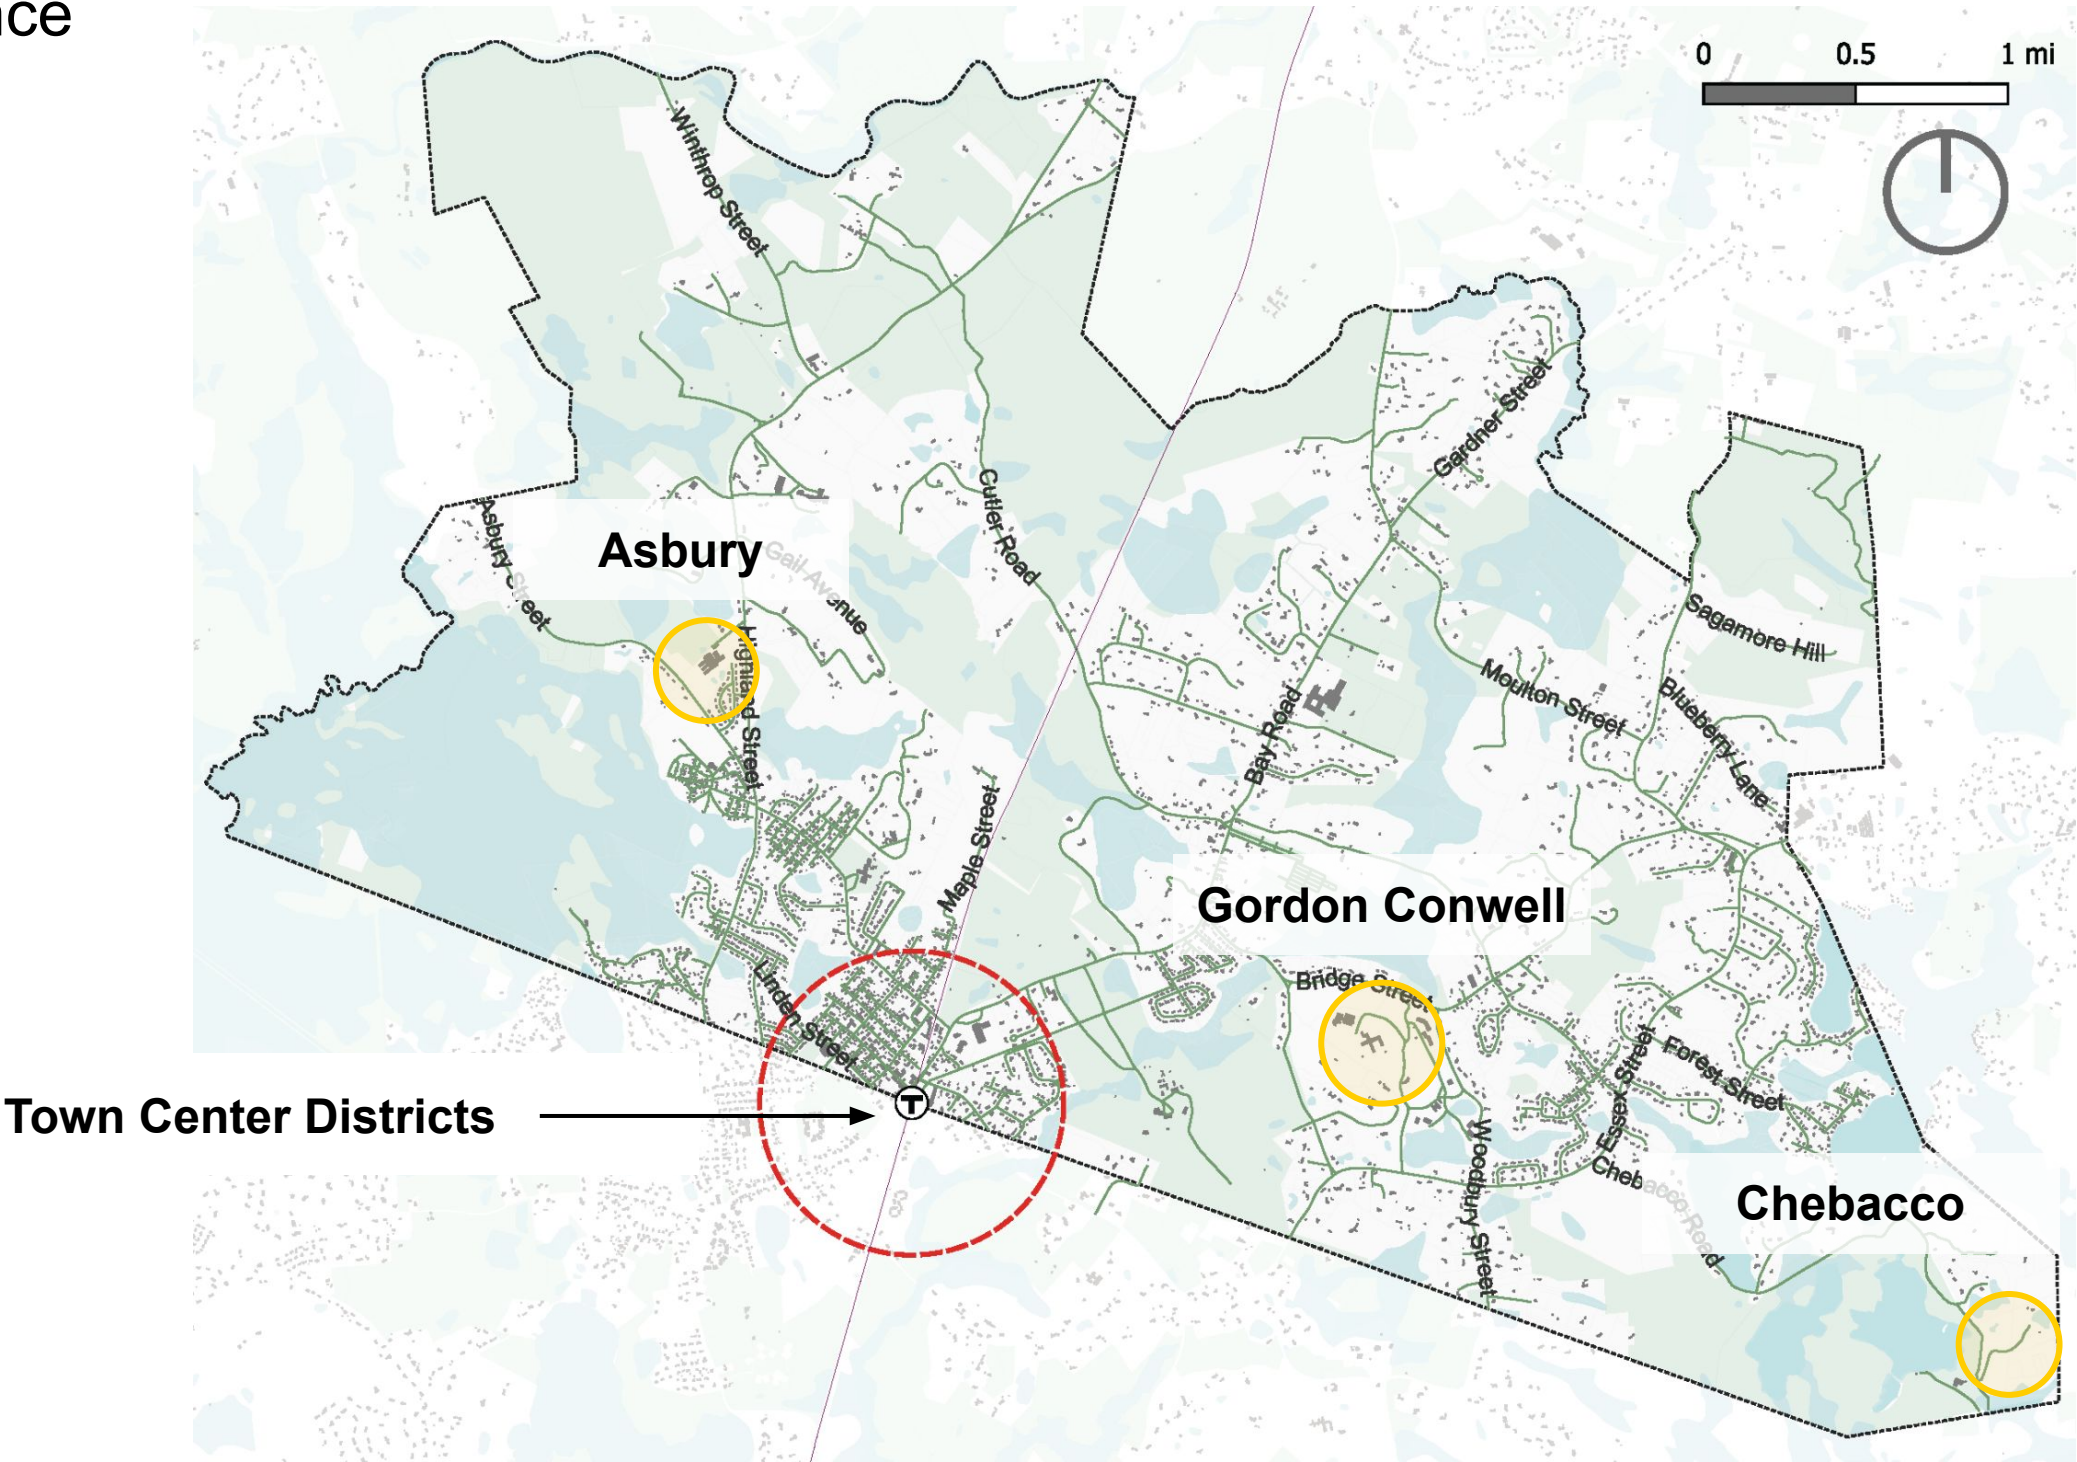 nce
0 0.5 1 mi
Winthrop Street
Gardner Street
Cutler Road
Asbury Street
Asbury
Gail Avenue
Highland Street
Sagamore Hill
Moulton Street
Blueberry Lane
Bay Road
Maple Street
Gordon Conwell
Linden Street
Bridge Street
Essex Street
Forest Street
Town Center Districts
T
Woodbury Street
Chebacco Road
Chebacco